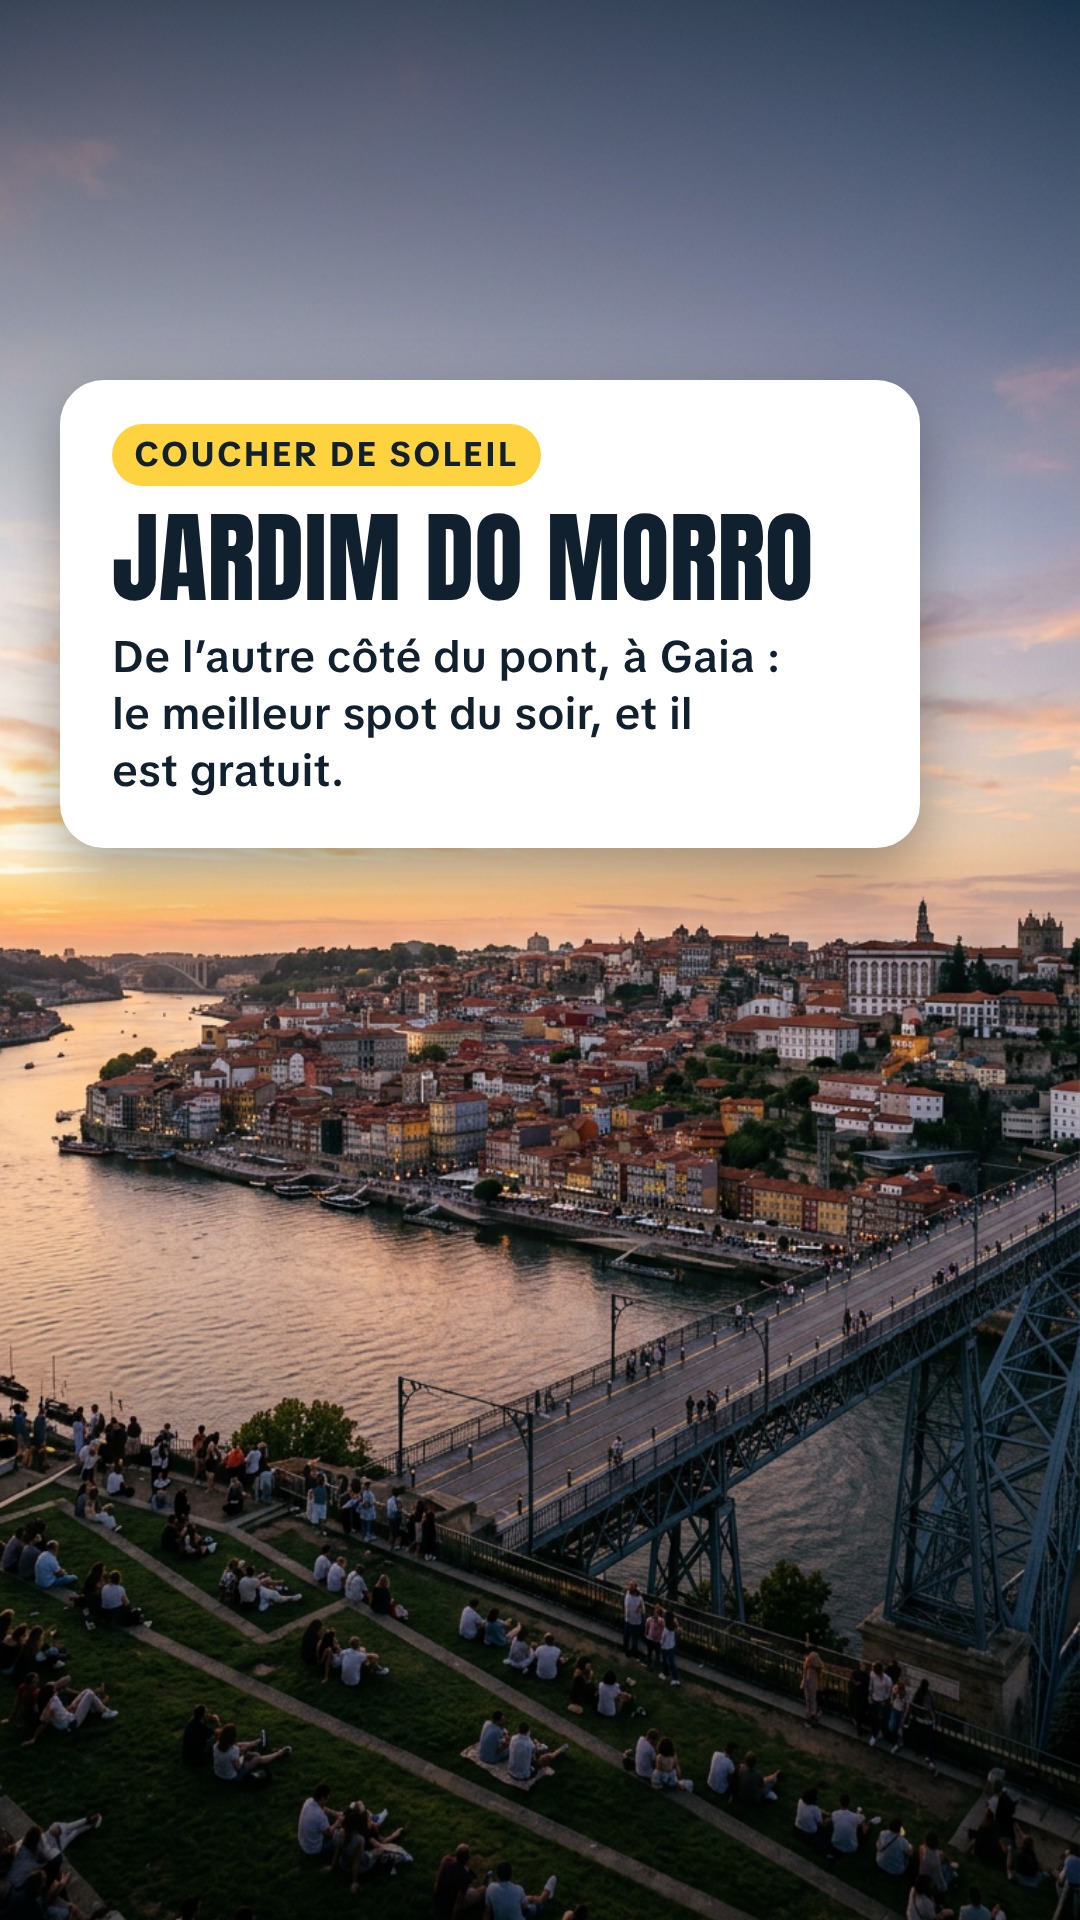 COUCHER DE SOLEIL
JARDIM DO MORRO
De l’autre côté du pont, à Gaia :
le meilleur spot du soir, et il
est gratuit.